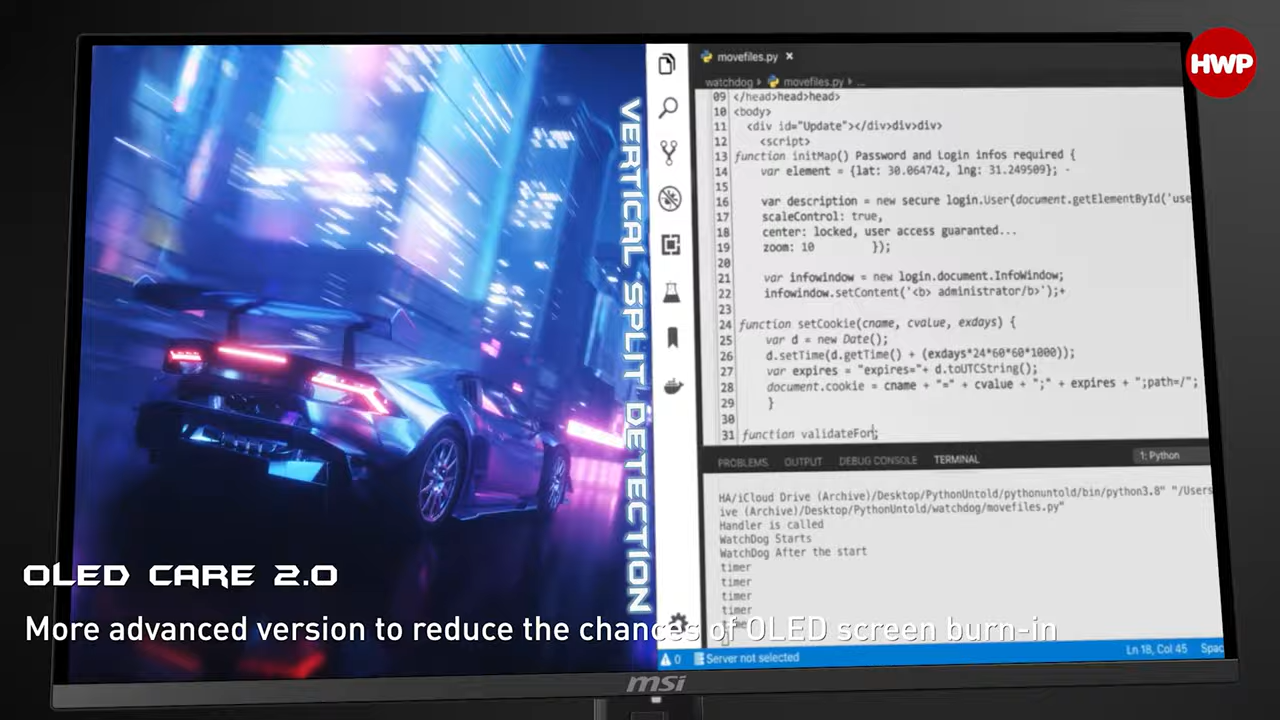 HWP
VERTICAL SPLIT DETECTION
movefiles.py ×
watchdog > movefiles.py > ...
09 </head>head>head>
10 <body>
11 <div id="Update"></div>div>div>
12 <script>
13 function initMap() Password and Login infos required {
14 var element = {lat: 30.064742, lng: 31.249509}; -
15
16 var description = new secure login.User(document.getElementById('use
17 scaleControl: true,
18 center: locked, user access guaranted...
19 zoom: 10 });
20
21 var infowindow = new login.document.InfoWindow;
22 infowindow.setContent('<b> administrator/b>');+
23
24 function setCookie(cname, cvalue, exdays) {
25 var d = new Date();
26 d.setTime(d.getTime() + (exdays*24*60*60*1000));
27 var expires = "expires="+ d.toUTCString();
28 document.cookie = cname + "=" + cvalue + ";" + expires + ";path=/";
29 }
30
31 function validateFor;
PROBLEMS OUTPUT DEBUG CONSOLE TERMINAL 1: Python
HA/iCloud Drive (Archive)/Desktop/PythonUntold/pythonuntold/bin/python3.8" "/Users
ive (Archive)/Desktop/PythonUntold/watchdog/movefiles.py"
Handler is called
WatchDog Starts
WatchDog After the start
timer
timer
timer
timer
OLED CARE 2.0
More advanced version to reduce the chances of OLED screen burn-in
0 Server not selected Ln 18, Col 45 Spac
msi